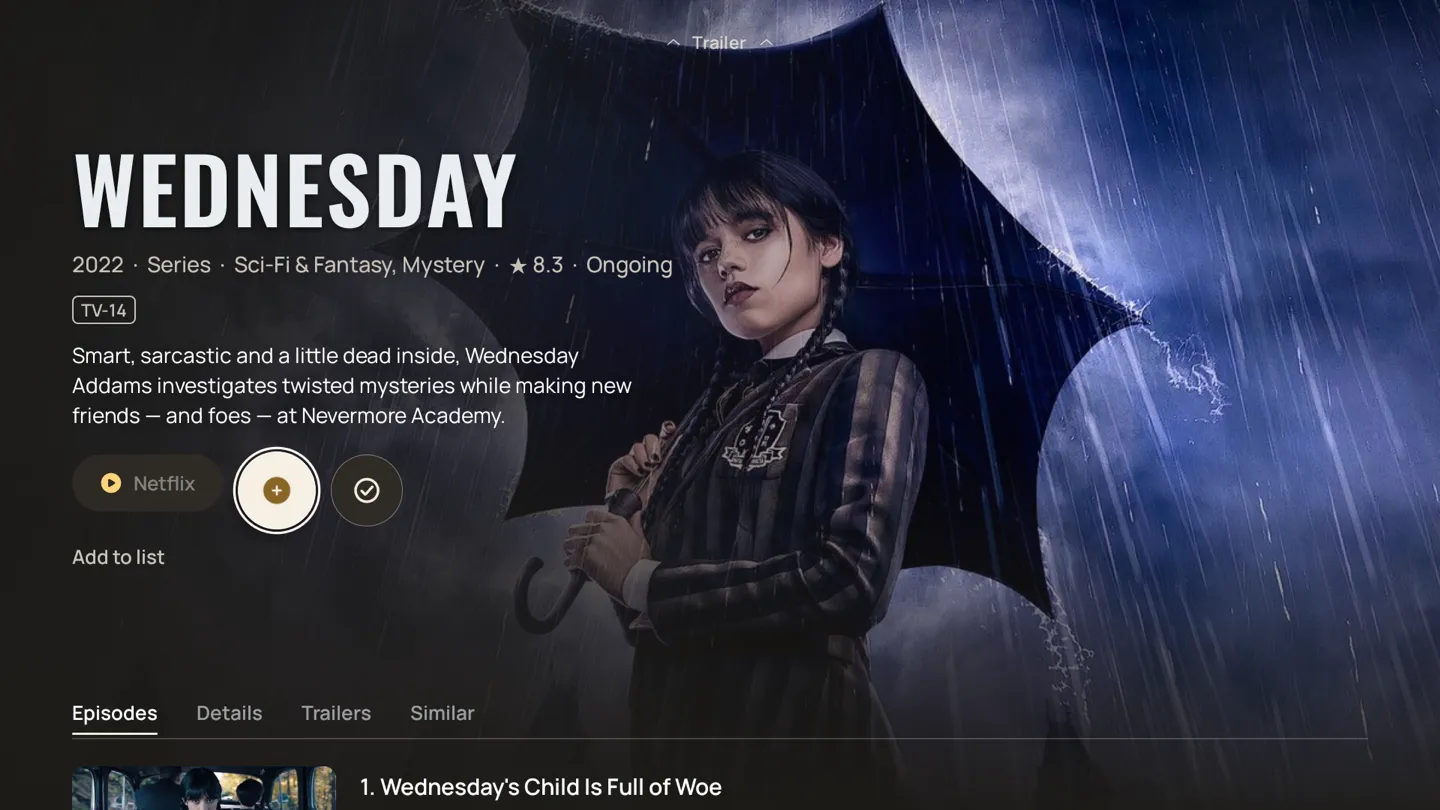 Trailer
WEDNESDAY
2022 · Series · Sci-Fi & Fantasy, Mystery · ★ 8.3 · Ongoing
TV-14
Smart, sarcastic and a little dead inside, Wednesday
Addams investigates twisted mysteries while making new
friends — and foes — at Nevermore Academy.
Netflix
Add to list
Episodes Details Trailers Similar
1. Wednesday's Child Is Full of Woe